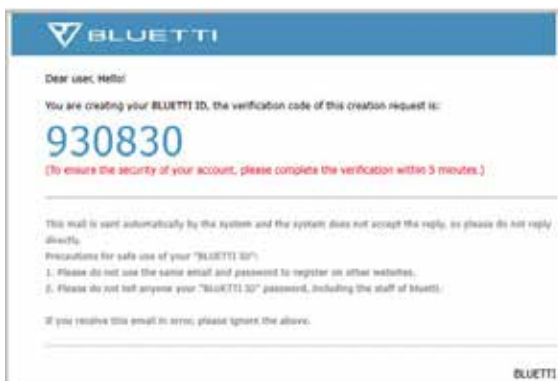 BLUETTI
Dear user, Hello!
You are creating your BLUETTI ID, the verification code of this creation request is:
930830
(To ensure the security of your account, please complete the verification within 5 minutes.)
This mail is sent automatically by the system and the system does not accept the reply, so please do not reply
directly.
Precautions for safe use of your "BLUETTI ID":
1. Please do not use the same email and password to register on other websites.
2. Please do not tell anyone your "BLUETTI ID" password, including the staff of bluetti.
If you receive this email in error, please ignore the above.
BLUETTI